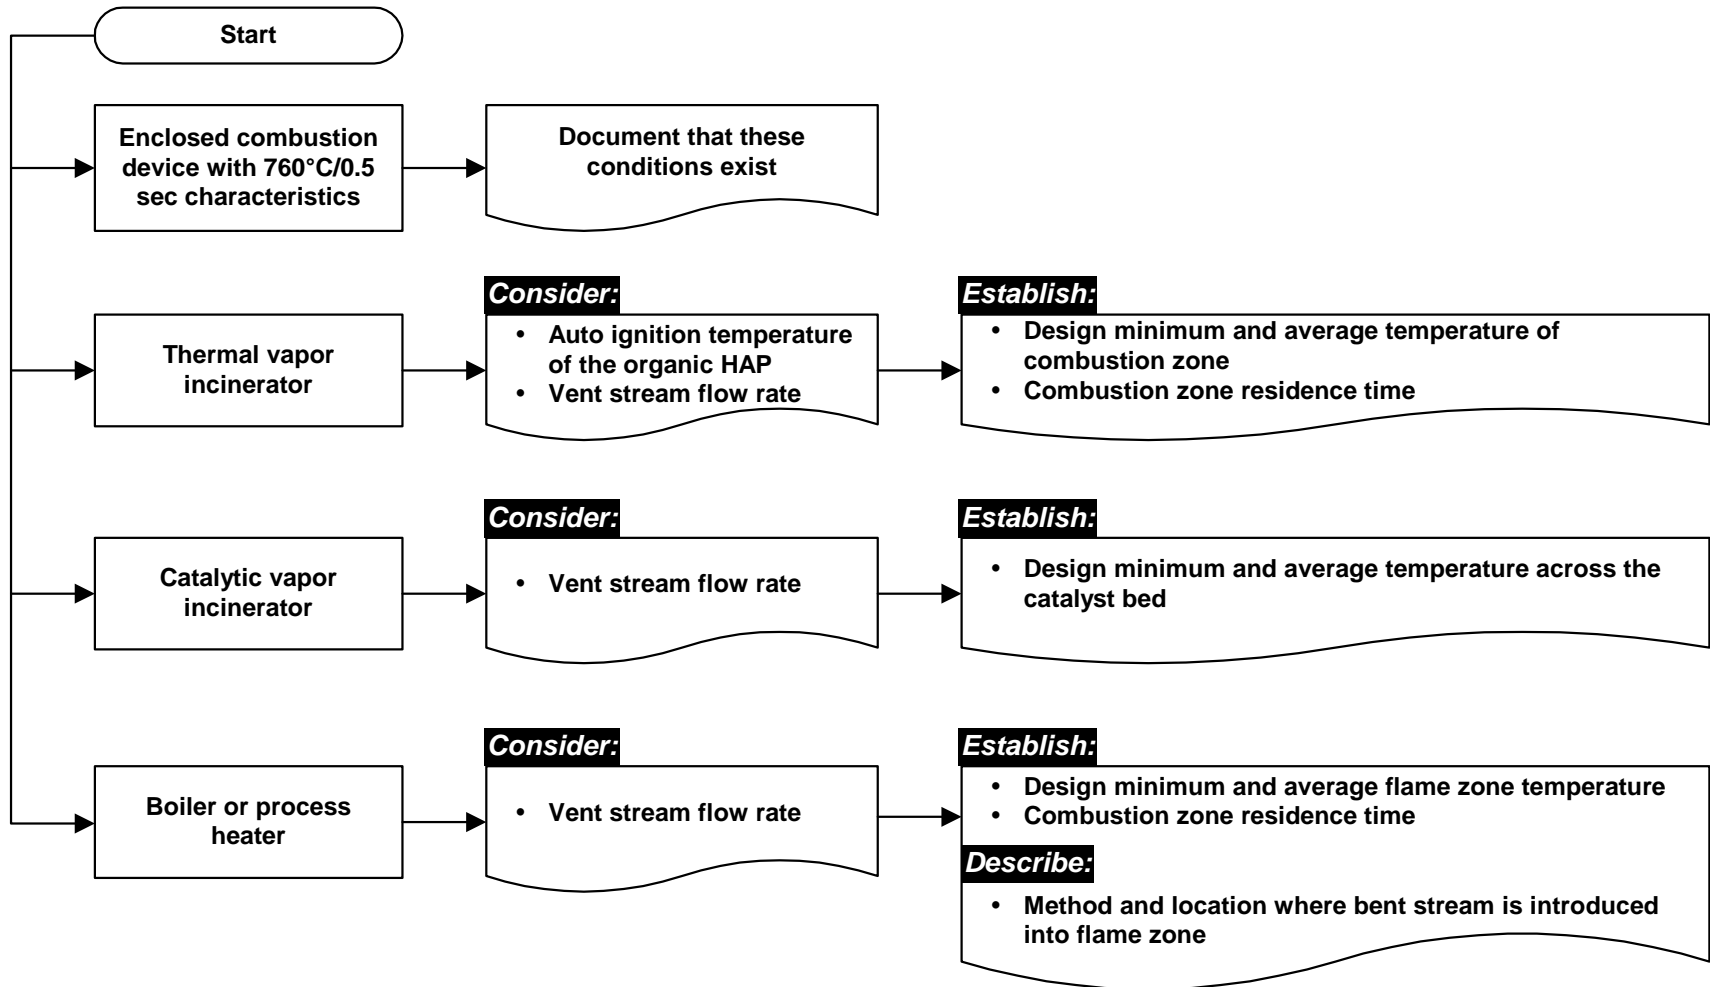 Start
Enclosed combustion
device with 760°C/0.5
sec characteristics
Document that these
conditions exist
Thermal vapor
incinerator
Consider:
• Auto ignition temperature
of the organic HAP
• Vent stream flow rate
Establish:
• Design minimum and average temperature of
combustion zone
• Combustion zone residence time
Catalytic vapor
incinerator
Consider:
• Vent stream flow rate
Establish:
• Design minimum and average temperature across the
catalyst bed
Boiler or process
heater
Consider:
• Vent stream flow rate
Establish:
• Design minimum and average flame zone temperature
• Combustion zone residence time
Describe:
• Method and location where bent stream is introduced
into flame zone